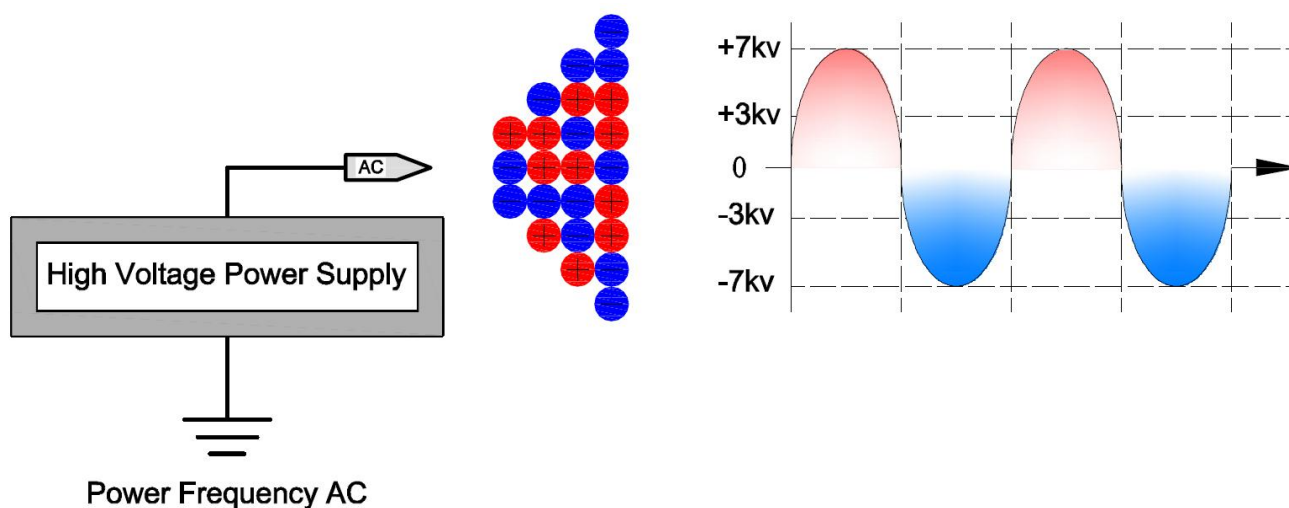 AC
High Voltage Power Supply
Power Frequency AC
+7kv
+3kv
0
-3kv
-7kv